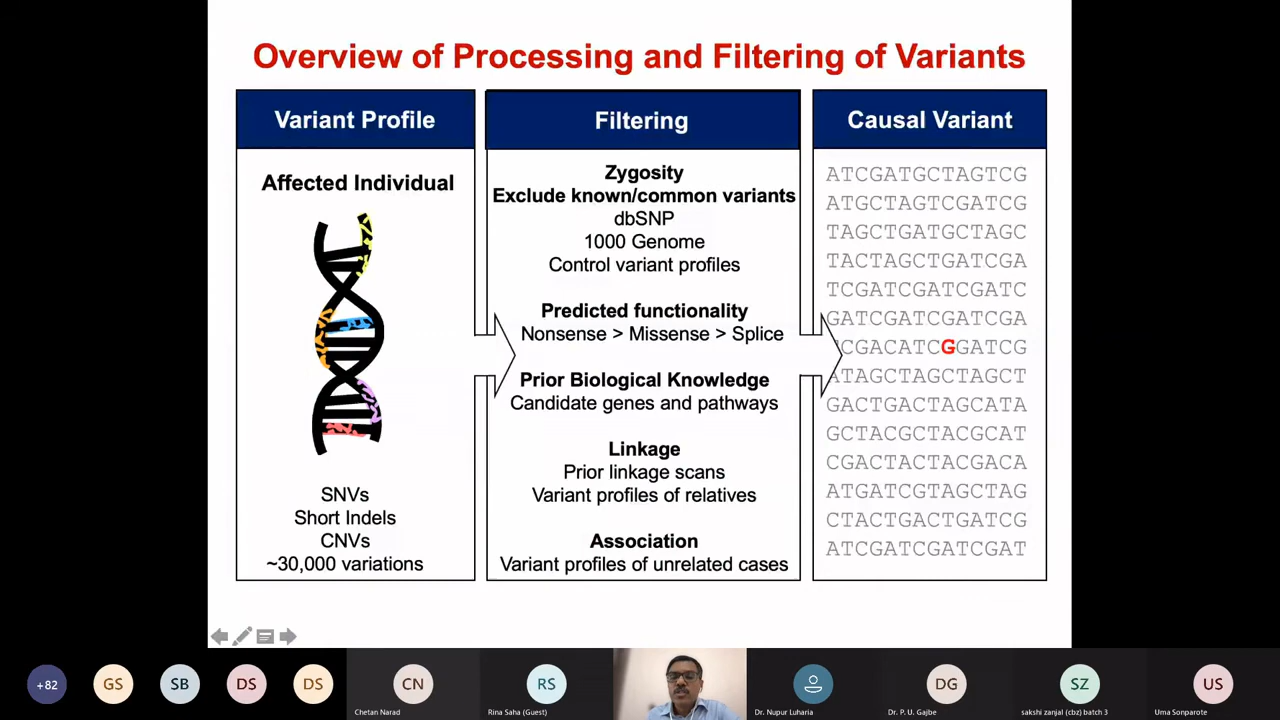 Overview of Processing and Filtering of Variants
Variant Profile
Affected Individual
SNVs
Short Indels
CNVs
~30,000 variations
Filtering
Zygosity
Exclude known/common variants
dbSNP
1000 Genome
Control variant profiles
Predicted functionality
Nonsense > Missense > Splice
Prior Biological Knowledge
Candidate genes and pathways
Linkage
Prior linkage scans
Variant profiles of relatives
Association
Variant profiles of unrelated cases
Causal Variant
ATCGATGCTAGTCG
ATGCTAGTCGATCG
TAGCTGATGCTAGC
TACTAGCTGATCGA
TCGATCGATCGATC
GATCGATCGATCGA
CGACATCGGATCG
ATAGCTAGCTAGCT
GACTGACTAGCATA
GCTACGCTACGCAT
CGACTACTACGACA
ATGATCGTAGCTAG
CTACTGACTGATCG
ATCGATCGATCGAT
+82
GS
SB
DS
DS
CN
Chetan Narad
RS
Rina Saha (Guest)
Dr. Nupur Luharia
DG
Dr. P. U. Gajbe
SZ
sakshi zanjal (cbz) batch 3
US
Uma Sonparote